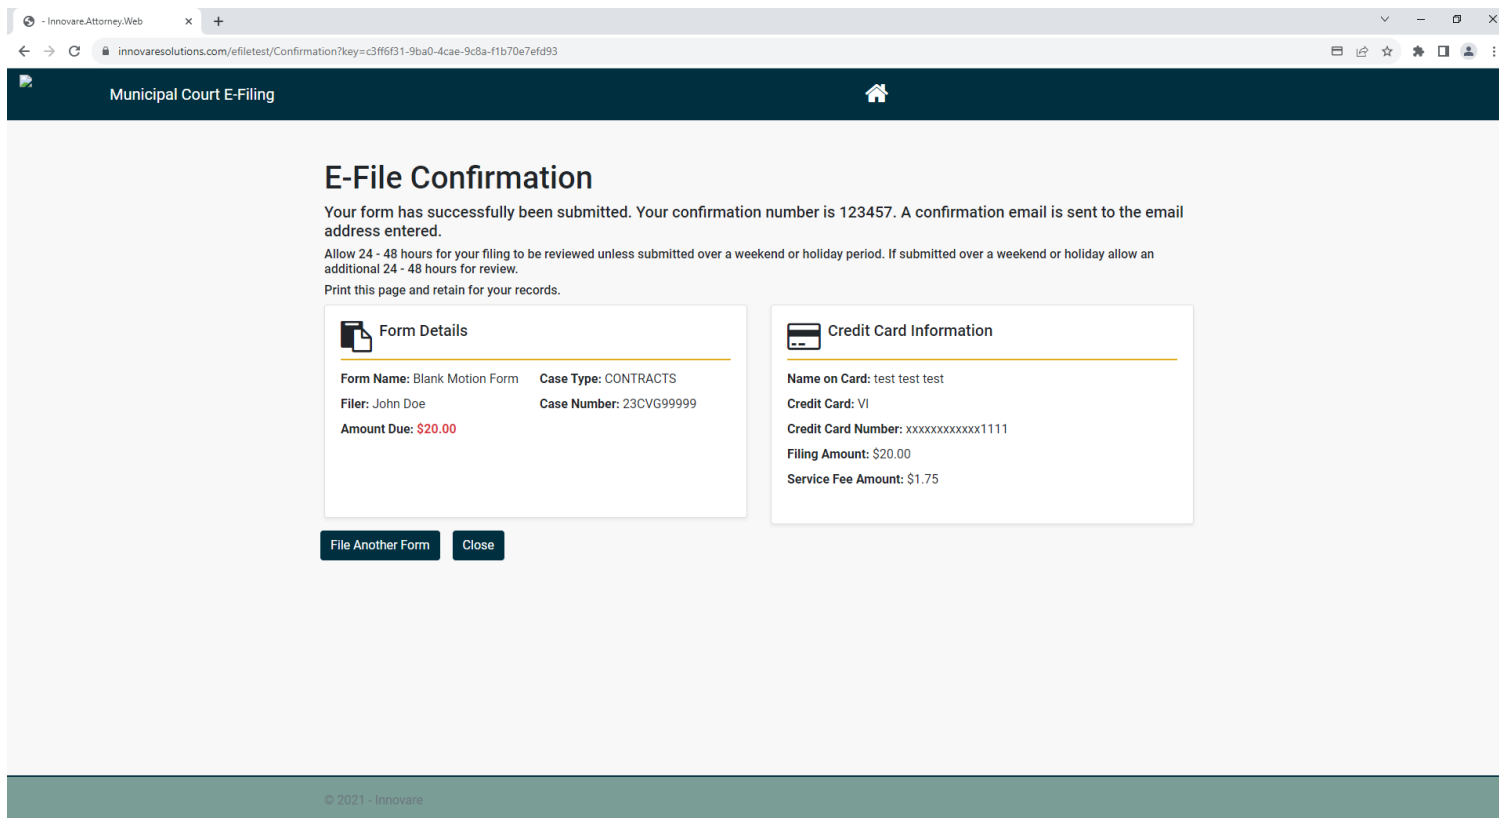 - Innovare.Attorney.Web
innovaresolutions.com/efiletest/Confirmation?key=c3ff6f31-9ba0-4cae-9c8a-f1b70e7efd93
Municipal Court E-Filing
E-File Confirmation
Your form has successfully been submitted. Your confirmation number is 123457. A confirmation email is sent to the email
address entered.
Allow 24 - 48 hours for your filing to be reviewed unless submitted over a weekend or holiday period. If submitted over a weekend or holiday allow an
additional 24 - 48 hours for review.
Print this page and retain for your records.
Form Details
Form Name: Blank Motion Form Case Type: CONTRACTS
Filer: John Doe Case Number: 23CVG99999
Amount Due: $20.00
Credit Card Information
Name on Card: test test test
Credit Card: VI
Credit Card Number: xxxxxxxxxxxx1111
Filing Amount: $20.00
Service Fee Amount: $1.75
File Another Form Close
© 2021 - Innovare